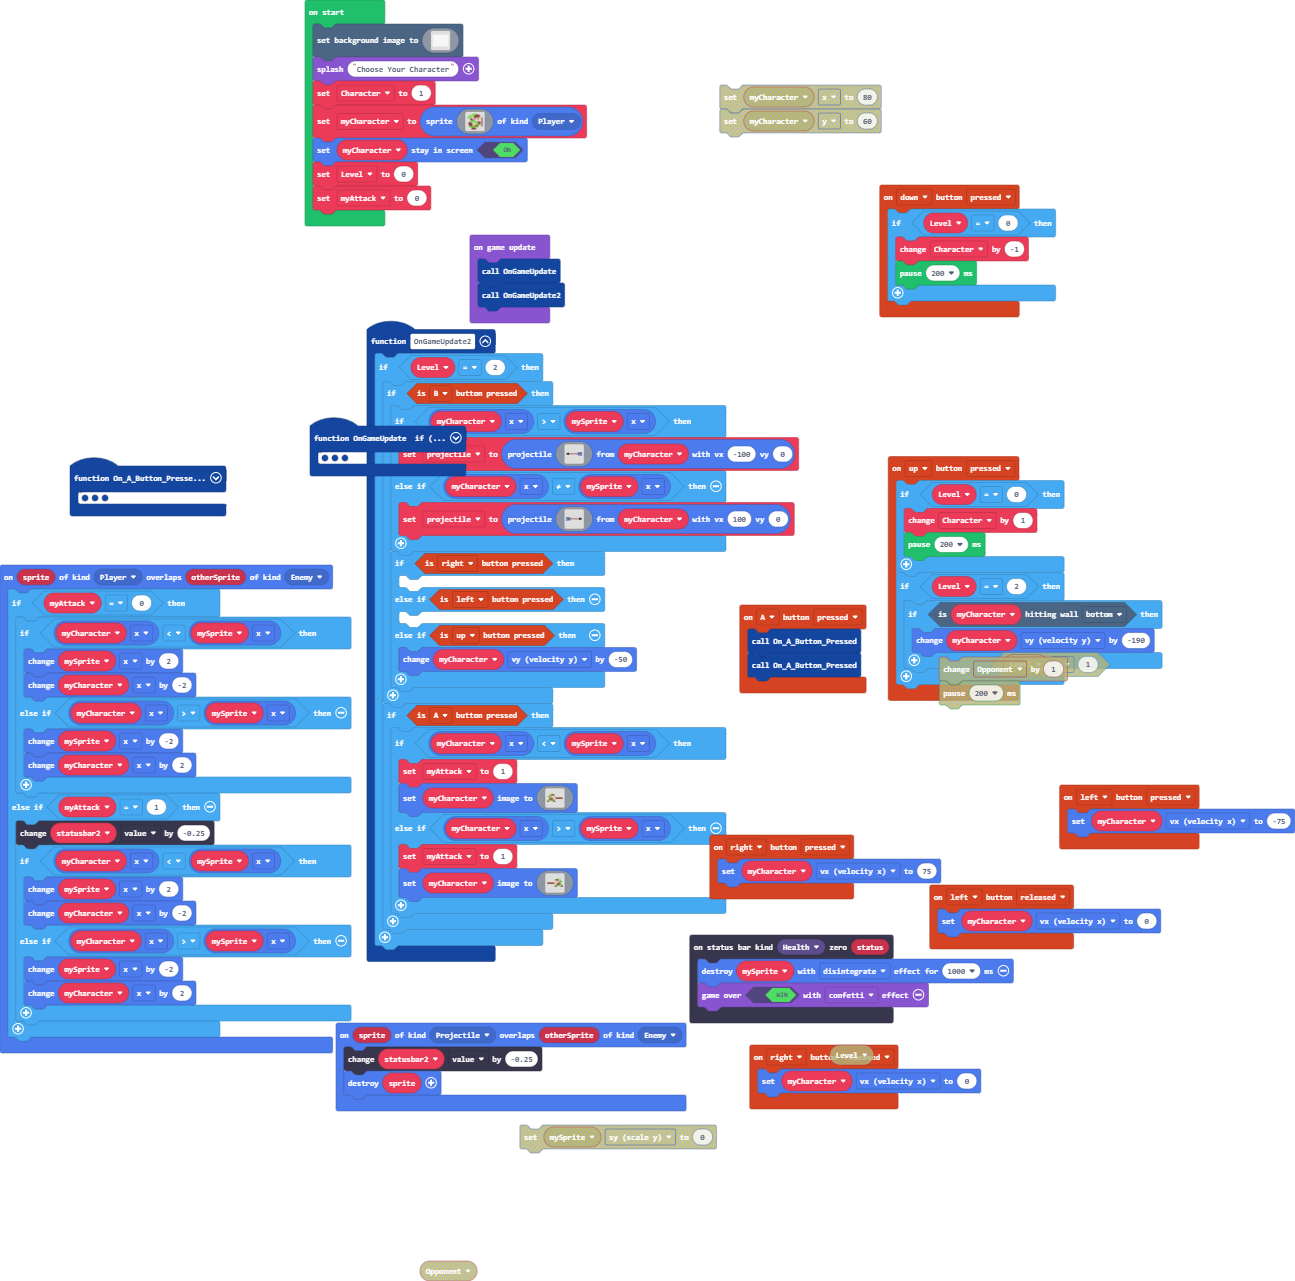 on start
set background image to
splash "Choose Your Character"
set Character to 1
set myCharacter to sprite of kind Player
set myCharacter stay in screen ON
set Level to 0
set myAttack to 0
set myCharacter x to 80
set myCharacter y to 60
on down button pressed
if Level = 0 then
change Character by -1
pause 200 ms
on game update
call OnGameUpdate
call OnGameUpdate2
function OnGameUpdate2
if Level = 2 then
if is B button pressed then
if myCharacter x > mySprite x then
set projectile to projectile from myCharacter with vx -100 vy 0
else if myCharacter x ≠ mySprite x then
set projectile to projectile from myCharacter with vx 100 vy 0
if is right button pressed then
else if is left button pressed then
else if is up button pressed then
change myCharacter vy (velocity y) by -50
if is A button pressed then
if myCharacter x < mySprite x then
set myAttack to 1
set myCharacter image to
else if myCharacter x > mySprite x then
set myAttack to 1
set myCharacter image to
function OnGameUpdate if (...
function On_A_Button_Presse...
on sprite of kind Player overlaps otherSprite of kind Enemy
if myAttack = 0 then
if myCharacter x < mySprite x then
change mySprite x by 2
change myCharacter x by -2
else if myCharacter x > mySprite x then
change mySprite x by -2
change myCharacter x by 2
else if myAttack = 1 then
change statusbar2 value by -0.25
if myCharacter x < mySprite x then
change mySprite x by 2
change myCharacter x by -2
else if myCharacter x > mySprite x then
change mySprite x by -2
change myCharacter x by 2
on up button pressed
if Level = 0 then
change Character by 1
pause 200 ms
if Level = 2 then
if is myCharacter hitting wall bottom then
change myCharacter vy (velocity y) by -190
1
change Opponent by 1
pause 200 ms
on A button pressed
call On_A_Button_Pressed
call On_A_Button_Pressed
on left button pressed
set myCharacter vx (velocity x) to -75
on right button pressed
set myCharacter vx (velocity x) to 75
on left button released
set myCharacter vx (velocity x) to 0
on status bar kind Health zero status
destroy mySprite with disintegrate effect for 1000 ms
game over WIN with confetti effect
on sprite of kind Projectile overlaps otherSprite of kind Enemy
change statusbar2 value by -0.25
destroy sprite
on right
Level
set myCharacter vx (velocity x) to 0
set mySprite sy (scale y) to 0
Opponent